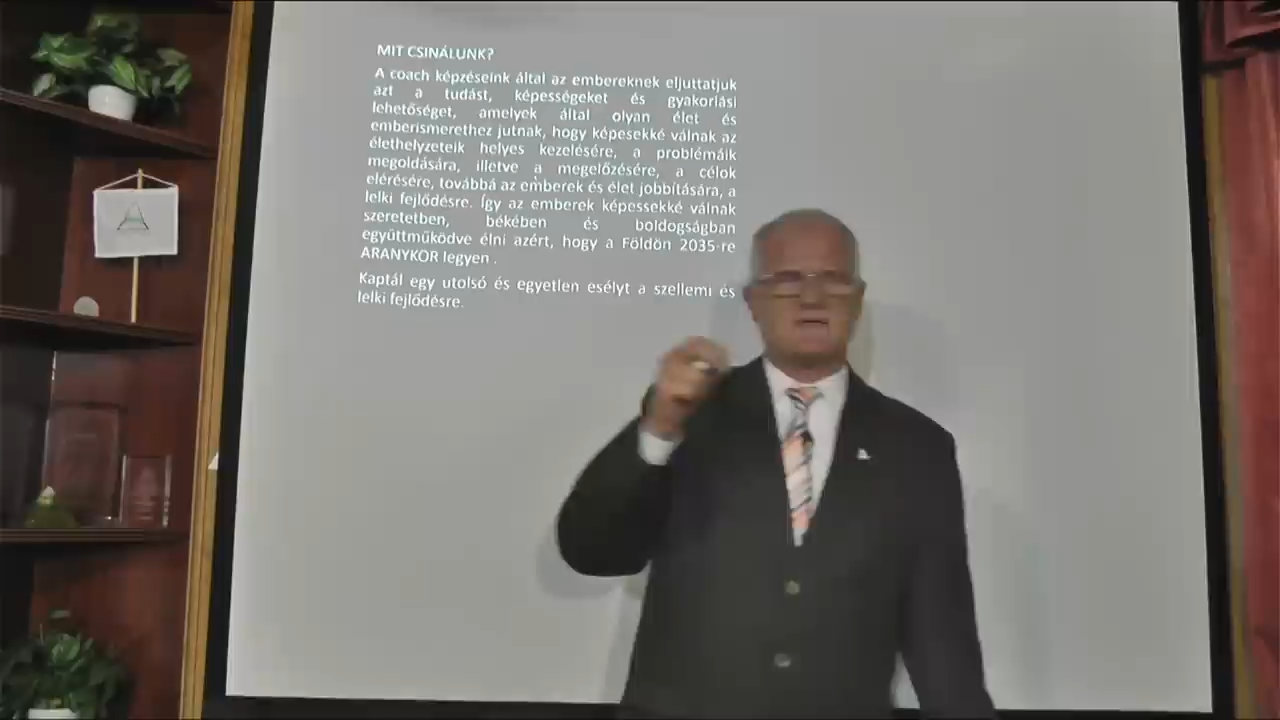 MIT CSINÁLUNK?
A coach képzéseink által az embereknek eljuttatjuk
azt a tudást, képességeket és gyakorlási
lehetőséget, amelyek által olyan élet és
emberismerethez jutnak, hogy képesekké válnak az
élethelyzeteik helyes kezelésére, a problémáik
megoldására, illetve a megelőzésére, a célok
elérésére, továbbá az emberek és élet jobbítására, a
lelki fejlődésre. Így az emberek képessekké válnak
szeretetben, békében és boldogságban
együttműködve élni azért, hogy a Földön 2035-re
ARANYKOR legyen .
Kaptál egy utolsó és egyetlen esélyt a szellemi és
lelki fejlődésre.